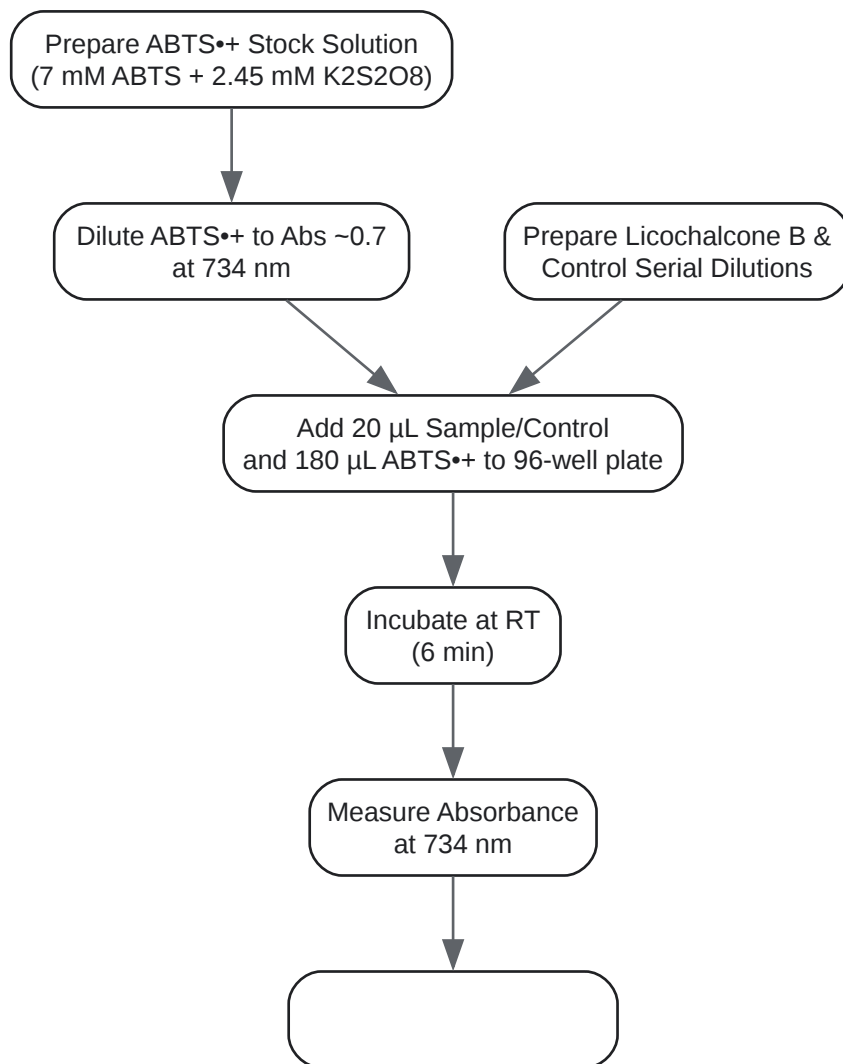 Prepare ABTS•+ Stock Solution
(7 mM ABTS + 2.45 mM K2S2O8)
Dilute ABTS•+ to Abs ~0.7
at 734 nm
Prepare Licochalcone B &
Control Serial Dilutions
Add 20 µL Sample/Control
and 180 µL ABTS•+ to 96-well plate
Incubate at RT
(6 min)
Measure Absorbance
at 734 nm